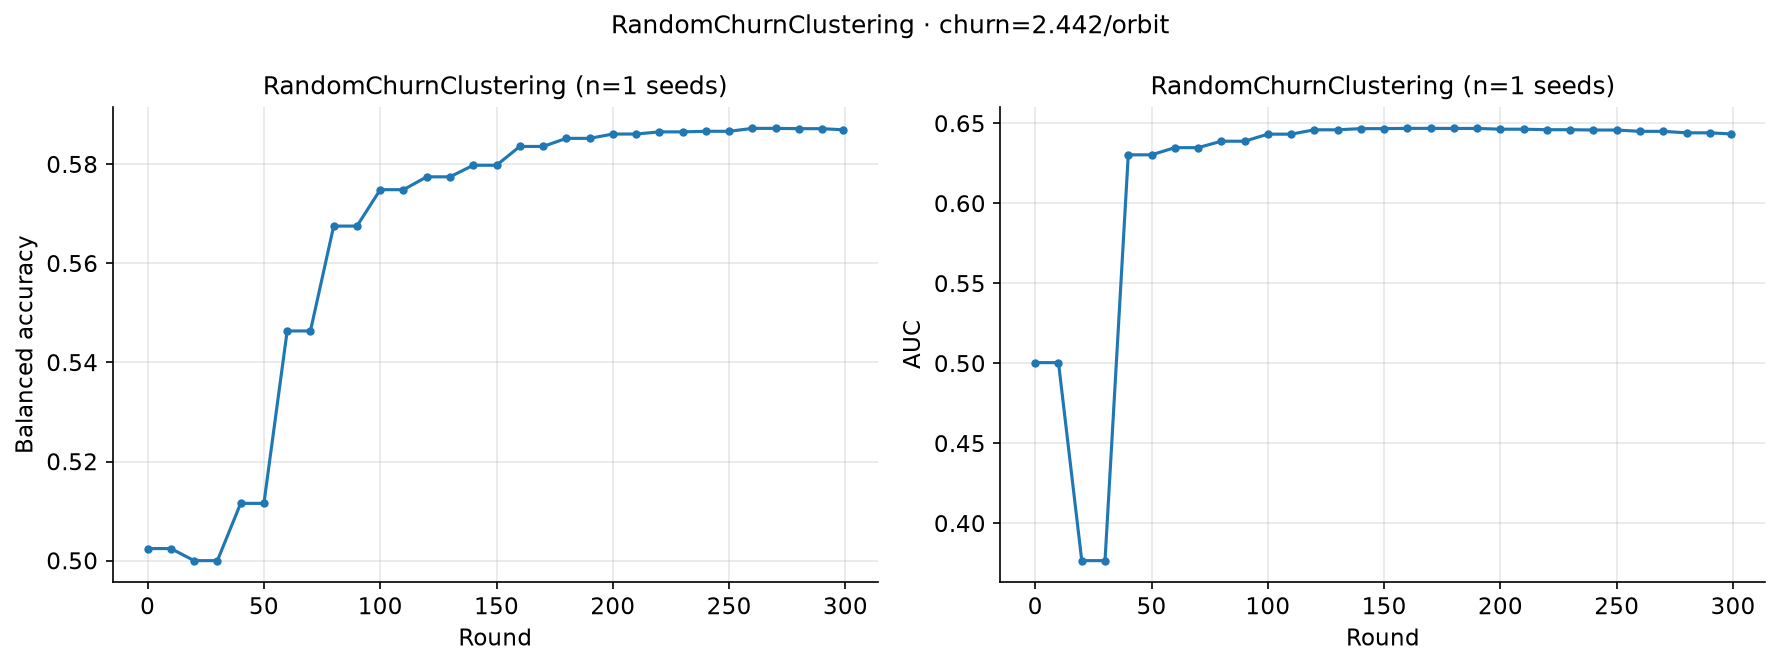 RandomChurnClustering · churn=2.442/orbit
RandomChurnClustering (n=1 seeds)
Balanced accuracy
0.58
0.56
0.54
0.52
0.50
0 50 100 150 200 250 300
Round
RandomChurnClustering (n=1 seeds)
AUC
0.65
0.60
0.55
0.50
0.45
0.40
0 50 100 150 200 250 300
Round